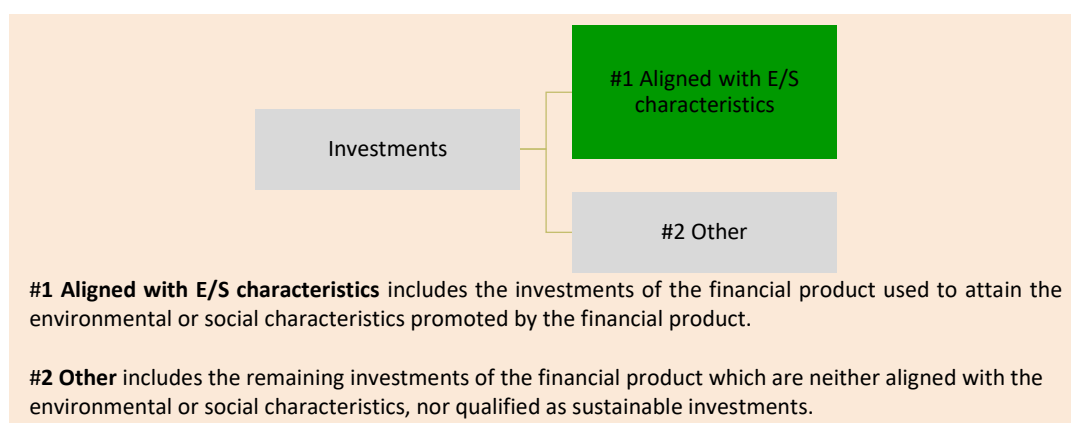 #1 Aligned with E/S
characteristics
Investments
#2 Other
#1 Aligned with E/S characteristics includes the investments of the financial product used to attain the
environmental or social characteristics promoted by the financial product.
#2 Other includes the remaining investments of the financial product which are neither aligned with the
environmental or social characteristics, nor qualified as sustainable investments.